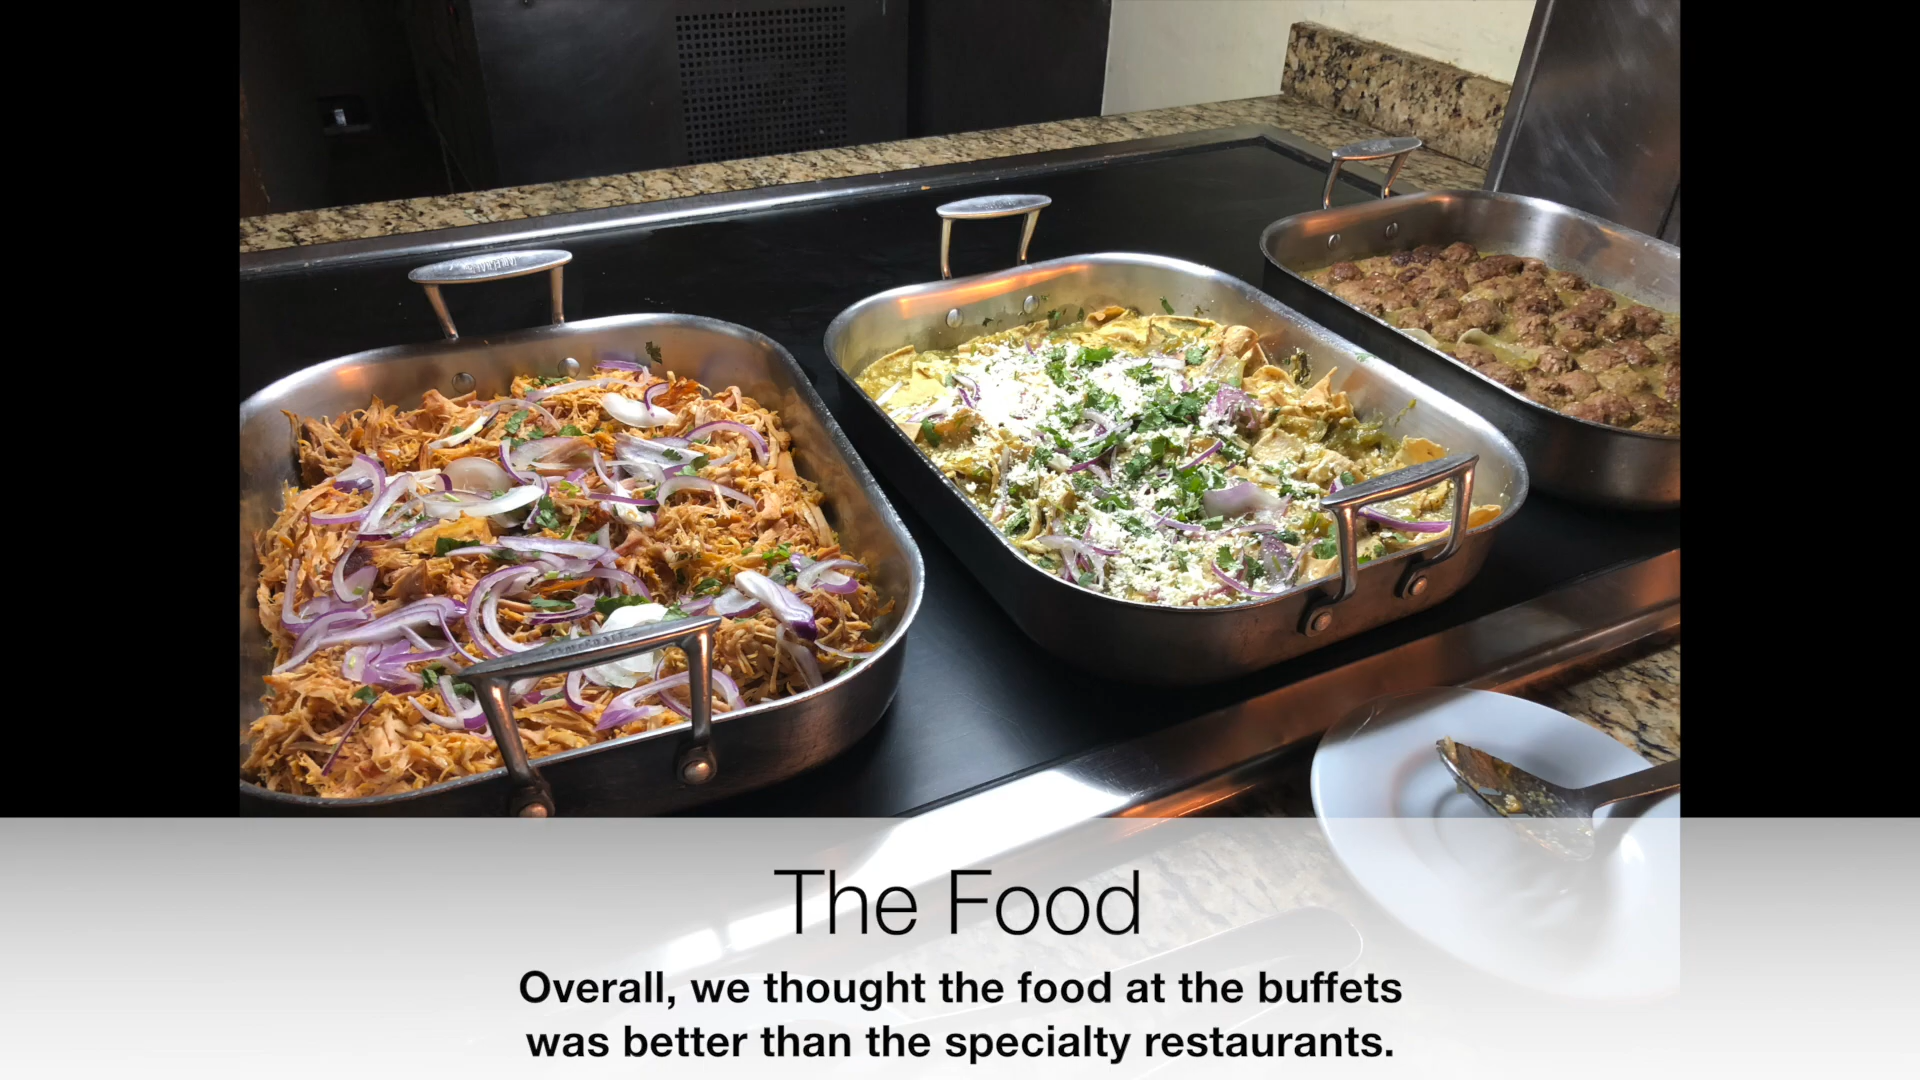 The Food
Overall, we thought the food at the buffets
was better than the specialty restaurants.